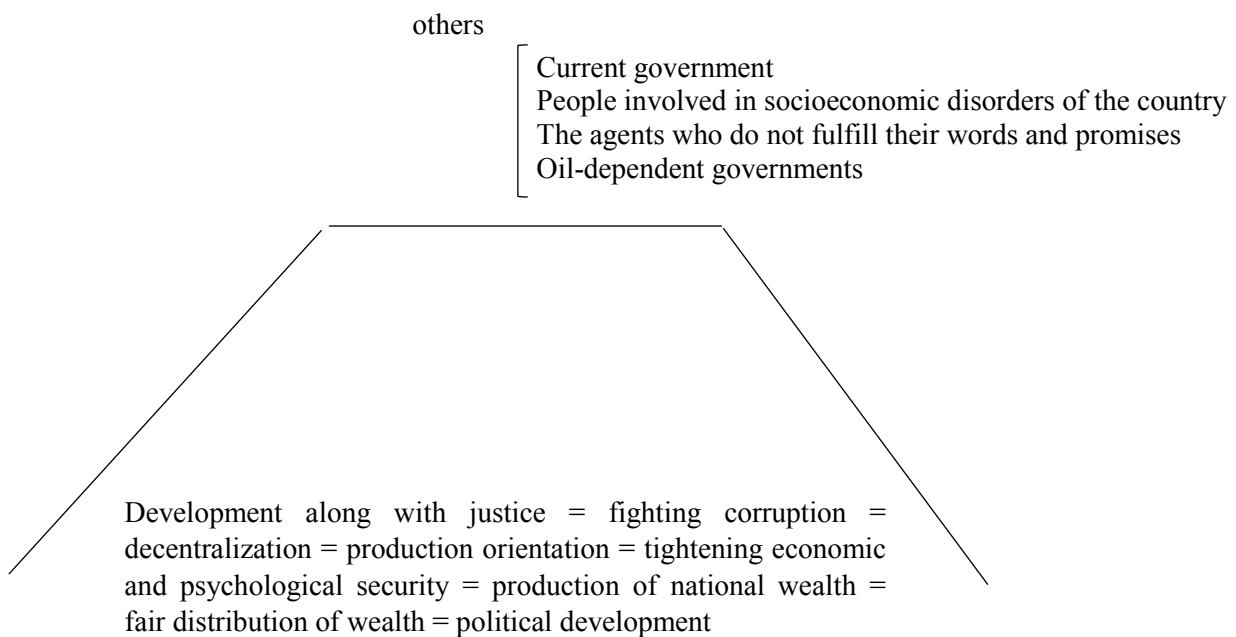 others
Current government
People involved in socioeconomic disorders of the country
The agents who do not fulfill their words and promises
Oil-dependent governments
Development along with justice = fighting corruption =
decentralization = production orientation = tightening economic
and psychological security = production of national wealth =
fair distribution of wealth = political development